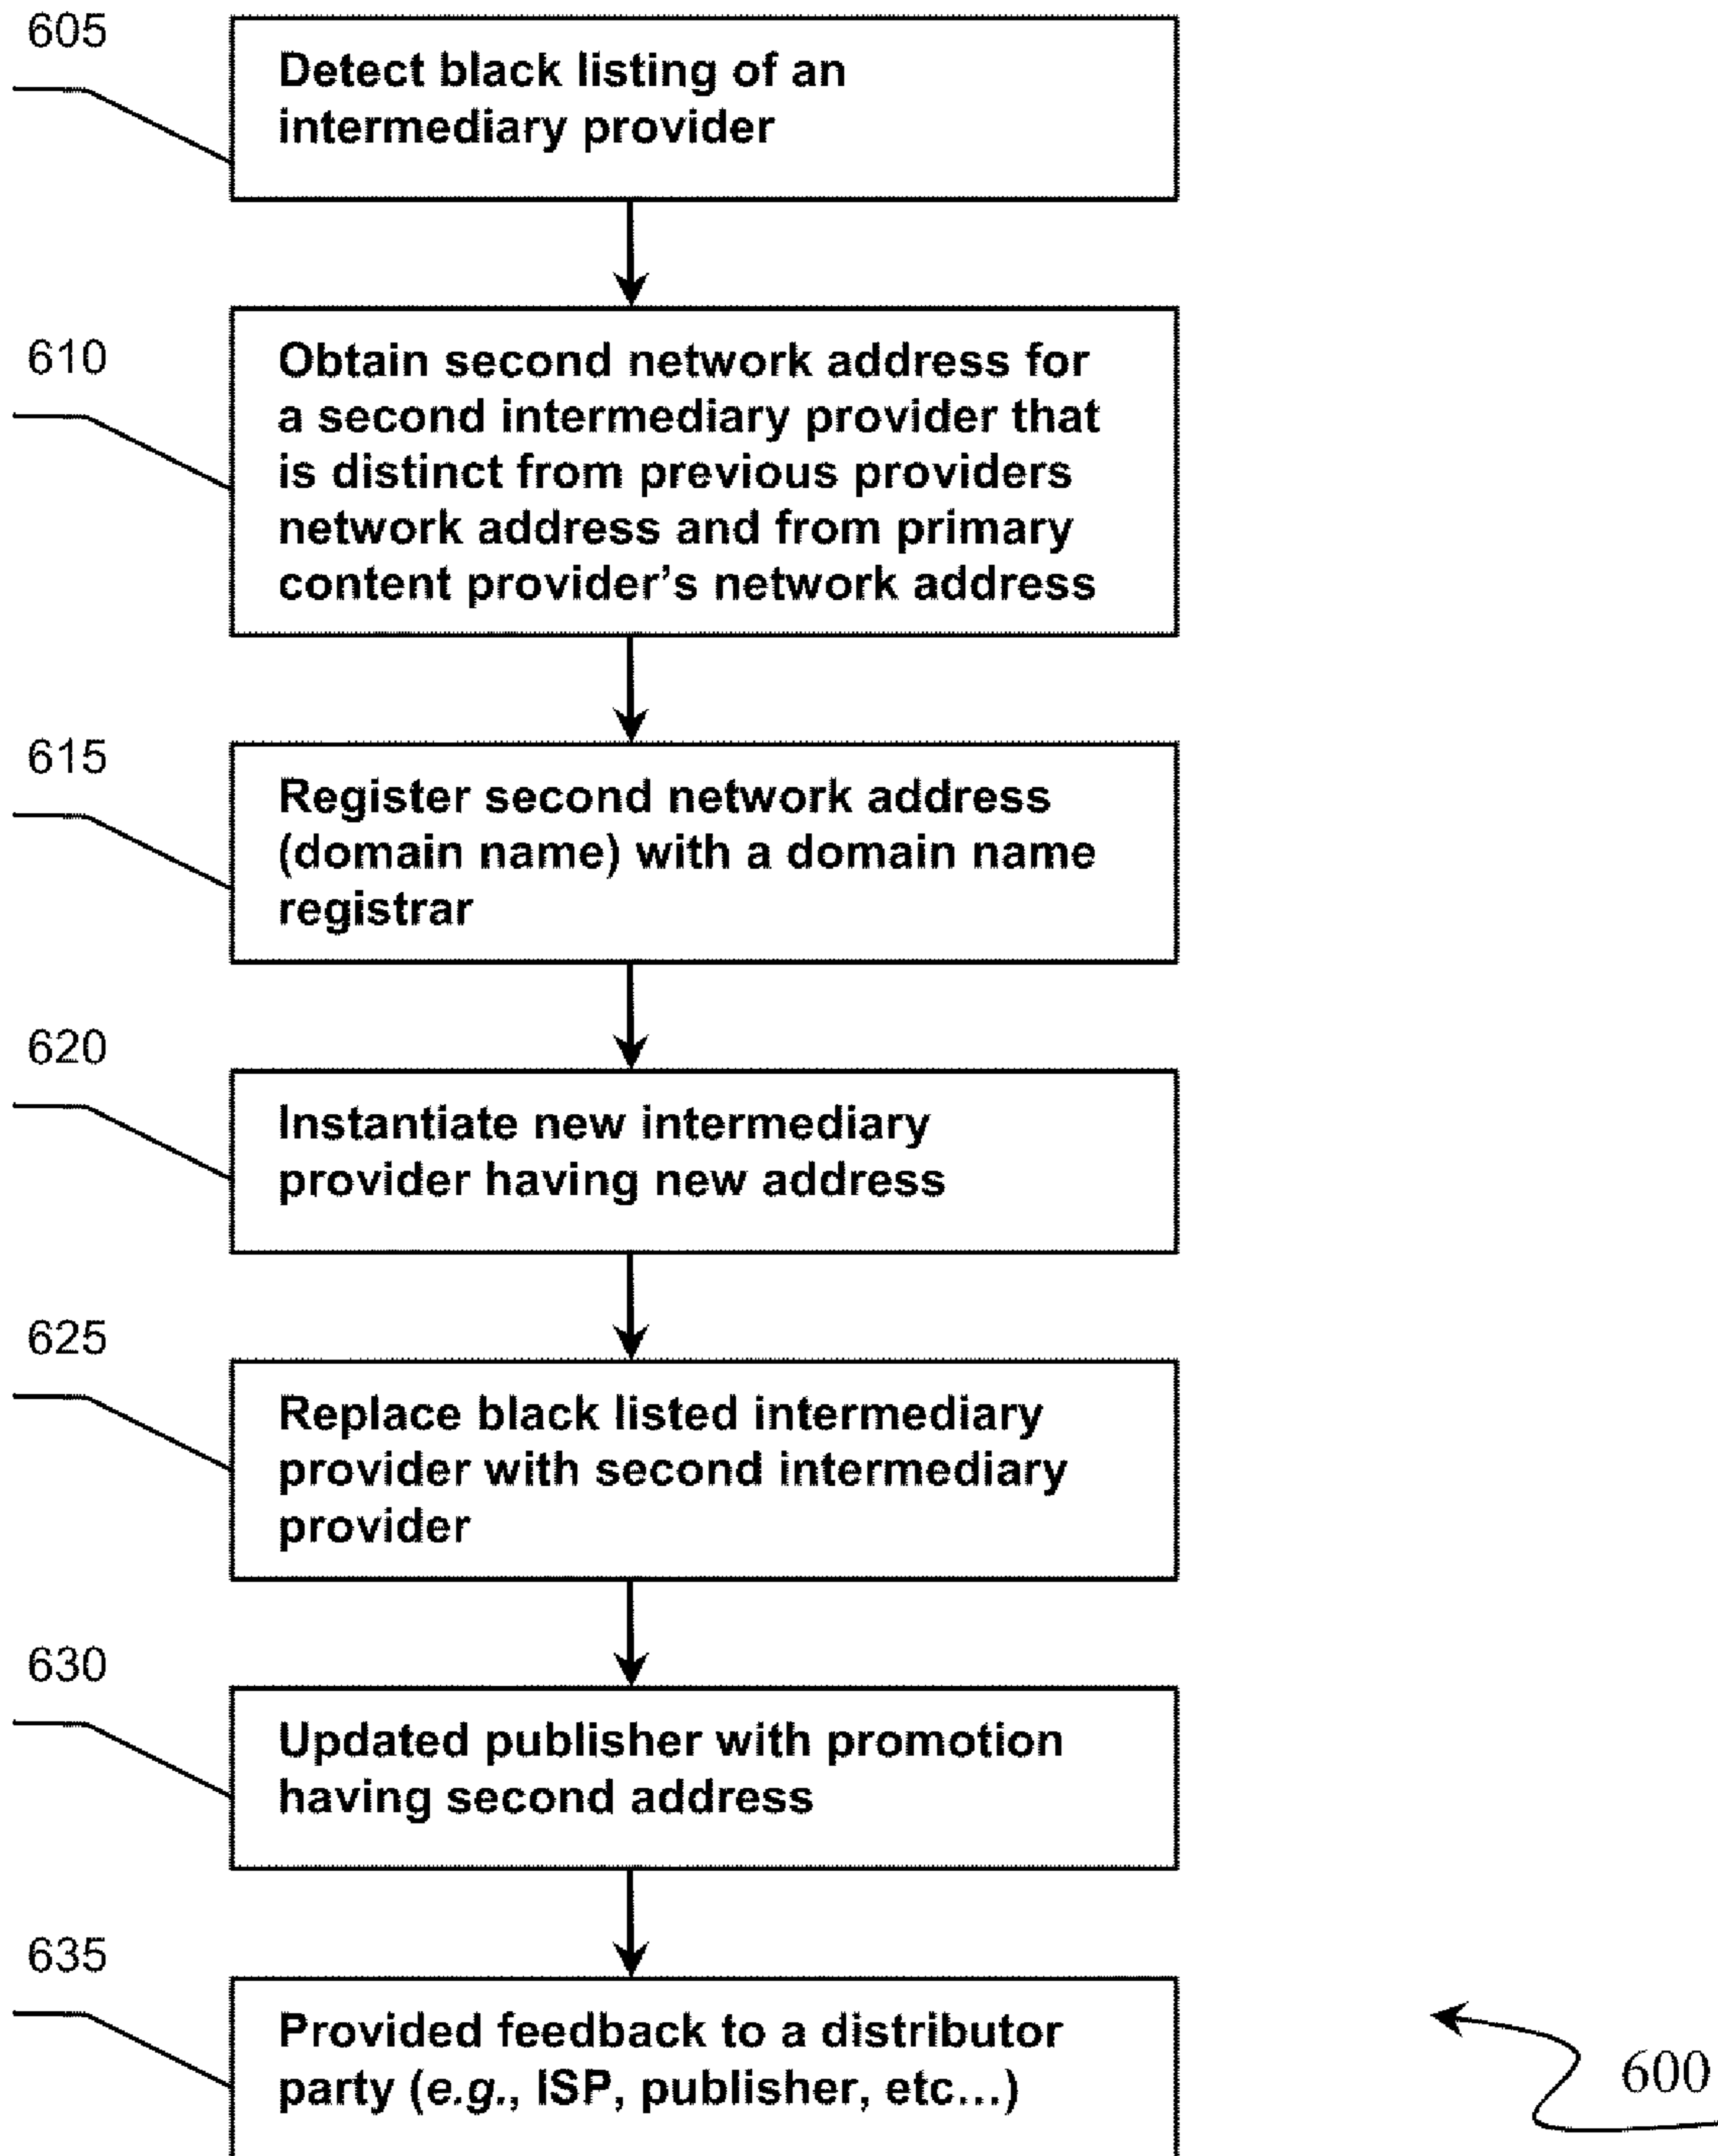 605
Detect black listing of an
intermediary provider
610
Obtain second network address for
a second intermediary provider that
is distinct from previous providers
network address and from primary
content provider’s network address
615
Register second network address
(domain name) with a domain name
registrar
620
Instantiate new intermediary
provider having new address
625
Replace black listed intermediary
provider with second intermediary
provider
630
Updated publisher with promotion
having second address
635
Provided feedback to a distributor
party (e.g., ISP, publisher, etc…)
600